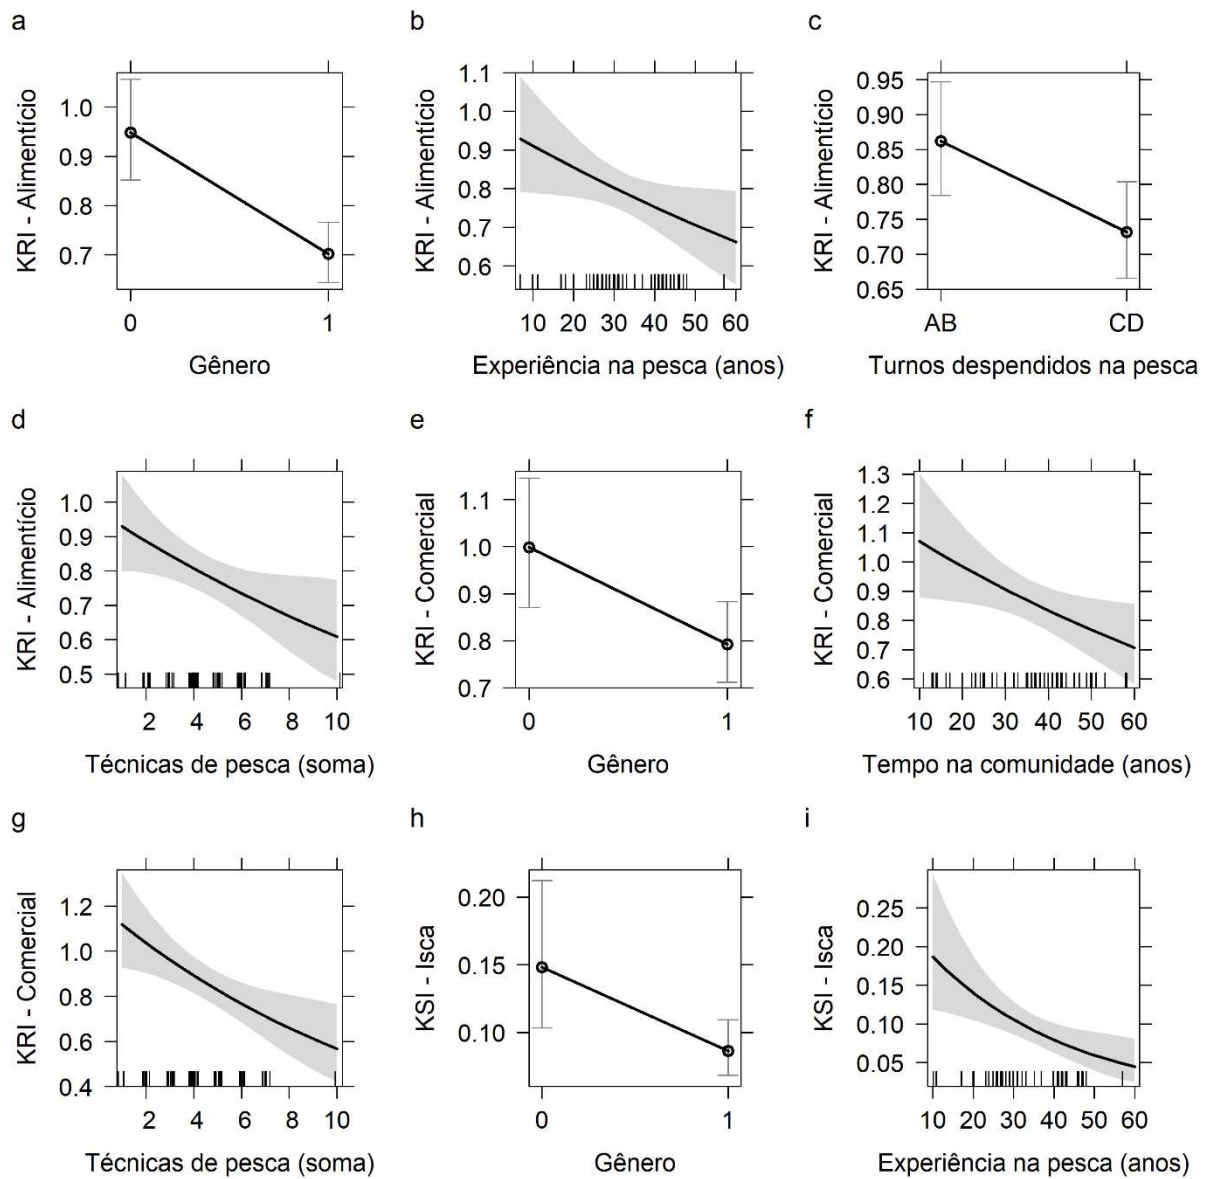 a
b
c
KRI - Alimentício
1.0
0.9
0.8
0.7
0
1
Gênero
KRI - Alimentício
1.1
1.0
0.9
0.8
0.7
0.6
10 20 30 40 50 60
Experiência na pesca (anos)
KRI - Alimentício
0.95
0.90
0.85
0.80
0.75
0.70
0.65
AB
CD
Turnos despendidos na pesca
d
e
f
KRI - Alimentício
1.0
0.9
0.8
0.7
0.6
0.5
2 4 6 8 10
Técnicas de pesca (soma)
KRI - Comercial
1.1
1.0
0.9
0.8
0.7
0
1
Gênero
KRI - Comercial
1.3
1.2
1.1
1.0
0.9
0.8
0.7
0.6
10 20 30 40 50 60
Tempo na comunidade (anos)
g
h
i
KRI - Comercial
1.2
1.0
0.8
0.6
0.4
2 4 6 8 10
Técnicas de pesca (soma)
KSI - Isca
0.20
0.15
0.10
0
1
Gênero
KSI - Isca
0.25
0.20
0.15
0.10
0.05
10 20 30 40 50 60
Experiência na pesca (anos)